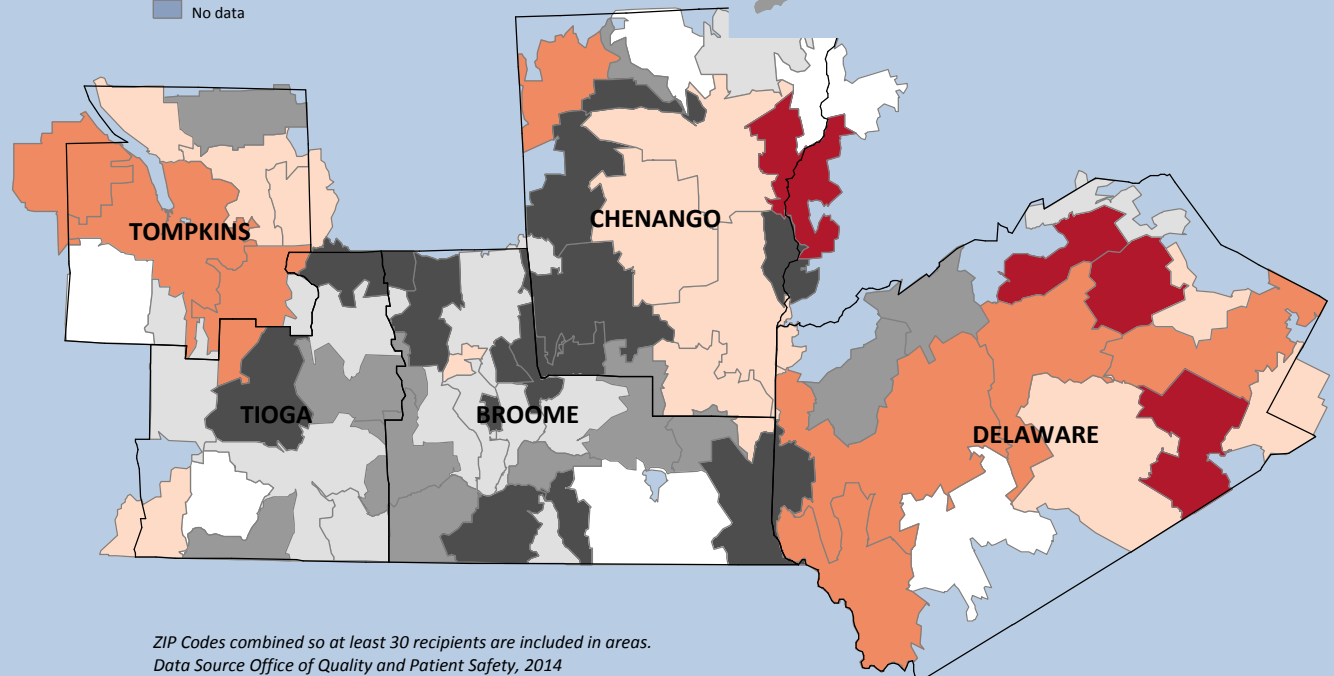 No data
CHENANGO
TOMPKINS
TIOGA
BROOME
DELAWARE
ZIP Codes combined so at least 30 recipients are included in areas.
Data Source Office of Quality and Patient Safety, 2014